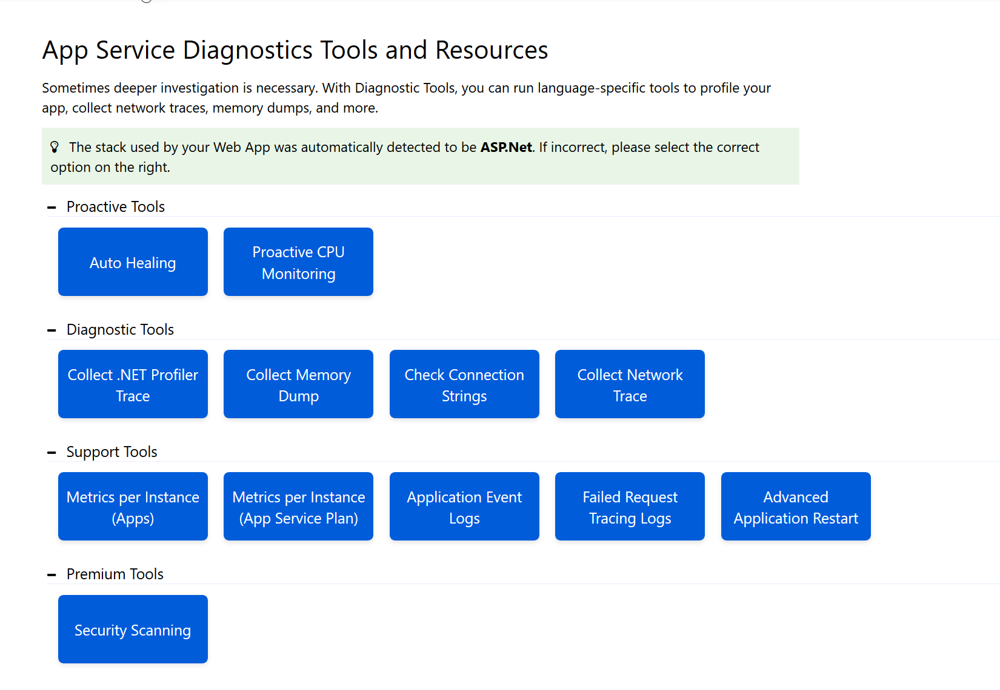 App Service Diagnostics Tools and Resources
Sometimes deeper investigation is necessary. With Diagnostic Tools, you can run language-specific tools to profile your
app, collect network traces, memory dumps, and more.
The stack used by your Web App was automatically detected to be ASP.Net. If incorrect, please select the correct
option on the right.
Proactive Tools
Auto Healing
Proactive CPU
Monitoring
Diagnostic Tools
Collect .NET Profiler
Trace
Collect Memory
Dump
Check Connection
Strings
Collect Network
Trace
Support Tools
Metrics per Instance
(Apps)
Metrics per Instance
(App Service Plan)
Application Event
Logs
Failed Request
Tracing Logs
Advanced
Application Restart
Premium Tools
Security Scanning